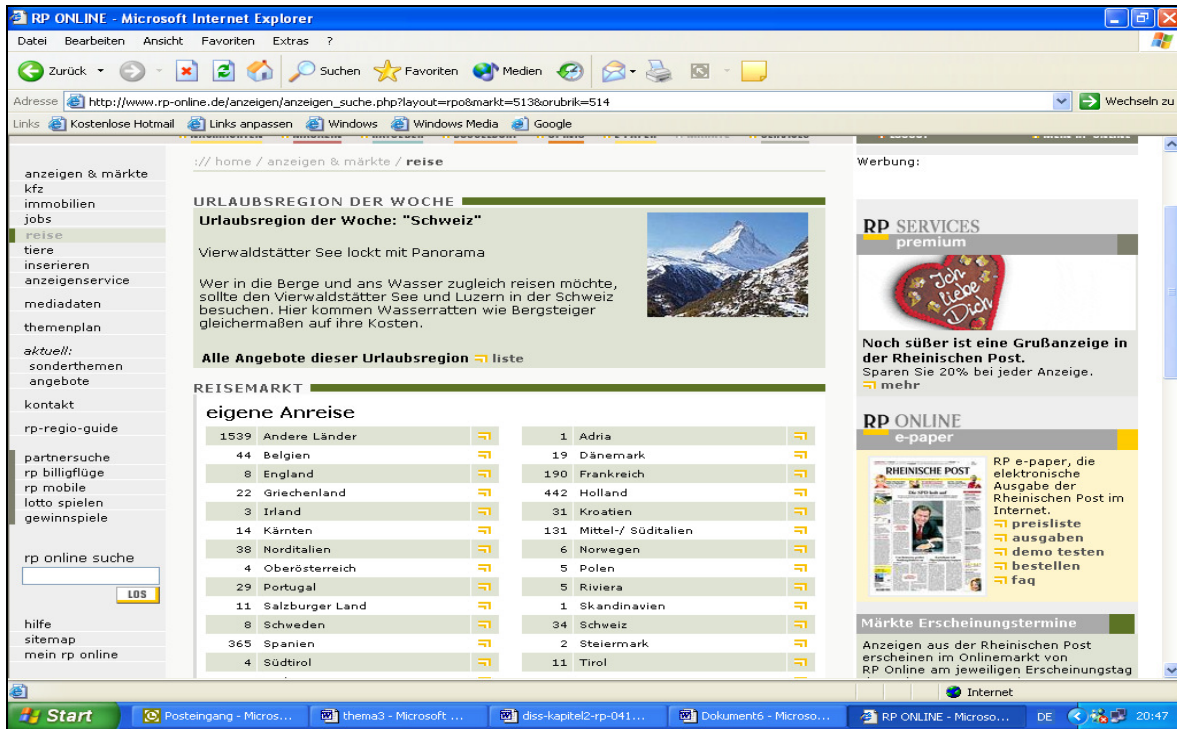 RP ONLINE - Microsoft Internet Explorer
Datei Bearbeiten Ansicht Favoriten Extras ?
Zurück Suchen Favoriten Medien
Adresse http://www.rp-online.de/anzeigen/anzeigen_suche.php?layout=rpo&markt=513&orubrik=514 Wechseln zu
Links Kostenlose Hotmail Links anpassen Windows Windows Media Google
anzeigen & märkte
kfz
immobilien
jobs
reise
tiere
inserieren
anzeigenservice
mediadaten
themenplan
aktuell:
sonderthemen
angebote
kontakt
rp-regio-guide
partnersuche
rp billigflüge
rp mobile
lotto spielen
gewinnspiele
rp online suche
LOS
hilfe
sitemap
mein rp online
:// home / anzeigen & märkte / reise
URLAUBSREGION DER WOCHE
Urlaubsregion der Woche: "Schweiz"
Vierwaldstätter See lockt mit Panorama
Wer in die Berge und ans Wasser zugleich reisen möchte,
sollte den Vierwaldstätter See und Luzern in der Schweiz
besuchen. Hier kommen Wasserratten wie Bergsteiger
gleichermaßen auf ihre Kosten.
Alle Angebote dieser Urlaubsregion liste
REISEMARKT
eigene Anreise
1539 Andere Länder 1 Adria
44 Belgien 19 Dänemark
8 England 190 Frankreich
22 Griechenland 442 Holland
3 Irland 31 Kroatien
14 Kärnten 131 Mittel-/ Süditalien
38 Norditalien 6 Norwegen
4 Oberösterreich 5 Polen
29 Portugal 5 Riviera
11 Salzburger Land 1 Skandinavien
8 Schweden 34 Schweiz
365 Spanien 2 Steiermark
4 Südtirol 11 Tirol
Werbung:
RP SERVICES
premium
Ich
liebe
Dich
Noch süßer ist eine Grußanzeige in
der Rheinischen Post.
Sparen Sie 20% bei jeder Anzeige.
mehr
RP ONLINE
e-paper
RHEINISCHE POST
RP e-paper, die
elektronische
Ausgabe der
Rheinischen Post im
Internet.
preisliste
ausgaben
demo testen
bestellen
faq
Märkte Erscheinungstermine
Anzeigen aus der Rheinischen Post
erscheinen im Onlinemarkt von
RP Online am jeweiligen Erscheinungstag
Internet
Start Posteingang - Micros... thema3 - Microsoft ... diss-kapitel2-rp-041... Dokument6 - Microso... RP ONLINE - Microso... DE 20:47